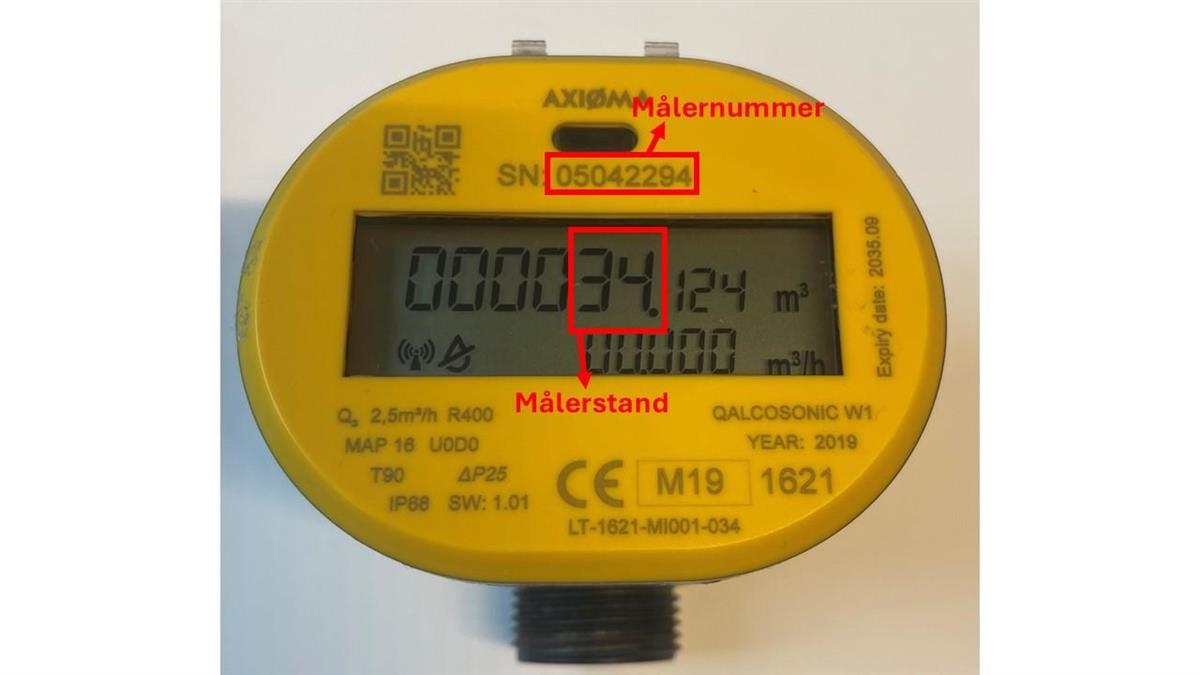 AXIØMA
Målernummer
SN: 05042294
000034.124 m³
00.000 m³/h
Expiry date: 2035.09
Målerstand
Q₃ 2,5m³/h R400
QALCOSONIC W1
MAP 16 U0D0
YEAR: 2019
T90 ΔP25
CE M19 1621
IP68 SW: 1.01
LT-1621-MI001-034